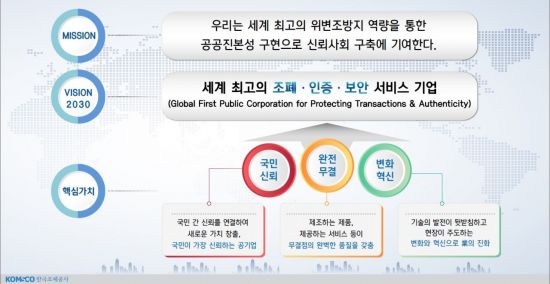 MISSION
우리는 세계 최고의 위변조방지 역량을 통한
공공진본성 구현으로 신뢰사회 구축에 기여한다.
VISION
2030
세계 최고의 조폐·인증·보안 서비스 기업
(Global First Public Corporation for Protecting Transactions & Authenticity)
핵심가치
국민
신뢰
완전
무결
변화
혁신
국민 간 신뢰를 연결하여
새로운 가치 창출,
국민이 가장 신뢰하는 공기업
제조하는 제품,
제공하는 서비스 등이
무결점의 완벽한 품질을 갖춤
기술의 발전이 뒷받침하고
현장이 주도하는
변화와 혁신으로 業의 진화
KOMSCO 한국조폐공사